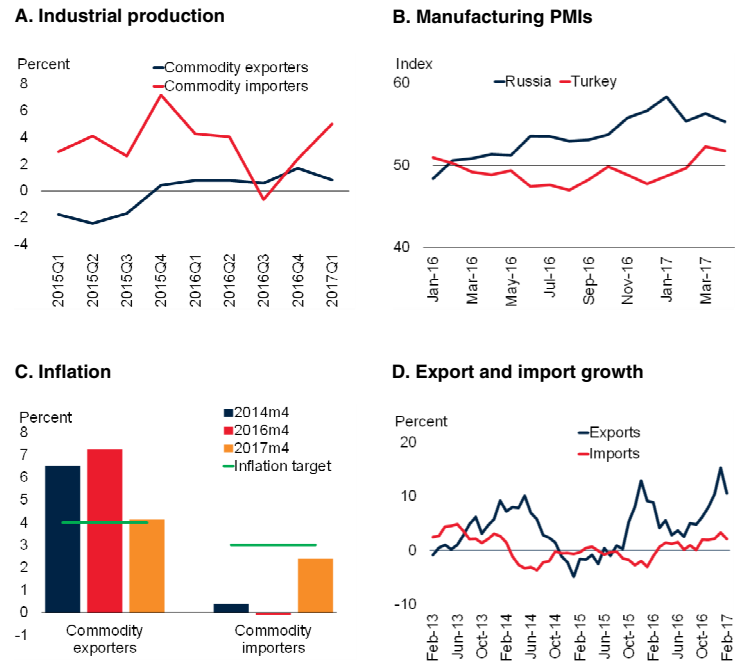 A. Industrial production
Percent
Commodity exporters
Commodity importers
8
6
4
2
0
-2
-4
2015Q1
2015Q2
2015Q3
2015Q4
2016Q1
2016Q2
2016Q3
2016Q4
2017Q1
B. Manufacturing PMIs
Index
Russia
Turkey
60
50
40
Jan-16
Mar-16
May-16
Jul-16
Sep-16
Nov-16
Jan-17
Mar-17
C. Inflation
Percent
2014m4
2016m4
2017m4
Inflation target
8
7
6
5
4
3
2
1
0
-1
Commodity
exporters
Commodity
importers
D. Export and import growth
Percent
Exports
Imports
20
10
0
-10
Feb-13
Jun-13
Oct-13
Feb-14
Jun-14
Oct-14
Feb-15
Jun-15
Oct-15
Feb-16
Jun-16
Oct-16
Feb-17